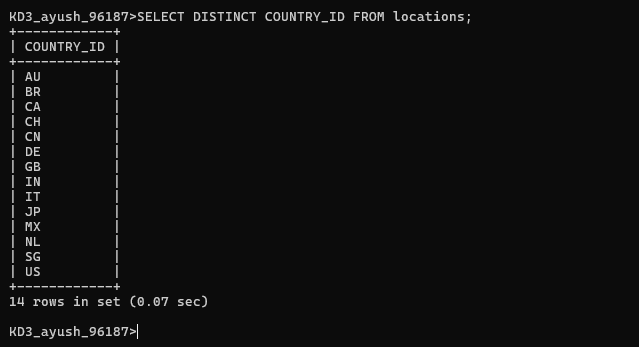 KD3_ayush_96187>SELECT DISTINCT COUNTRY_ID FROM locations;
+------------+
| COUNTRY_ID |
+------------+
| AU         |
| BR         |
| CA         |
| CH         |
| CN         |
| DE         |
| GB         |
| IN         |
| IT         |
| JP         |
| MX         |
| NL         |
| SG         |
| US         |
+------------+
14 rows in set (0.07 sec)
KD3_ayush_96187>